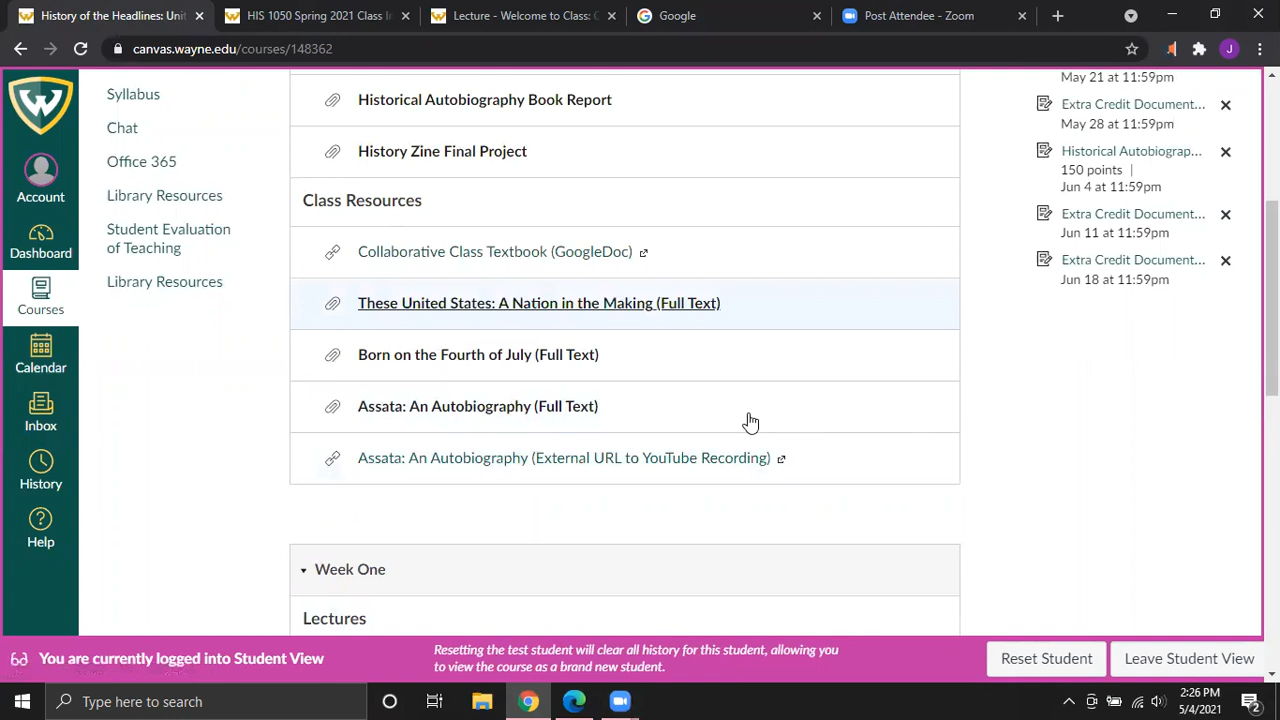 History of the Headlines: Unit
HIS 1050 Spring 2021 Class In
Lecture - Welcome to Class: G
Google
Post Attendee - Zoom
canvas.wayne.edu/courses/148362
J
W
Account
Dashboard
Courses
Calendar
Inbox
History
Help
Syllabus
Chat
Office 365
Library Resources
Student Evaluation
of Teaching
Library Resources
Historical Autobiography Book Report
History Zine Final Project
Class Resources
Collaborative Class Textbook (GoogleDoc)
These United States: A Nation in the Making (Full Text)
Born on the Fourth of July (Full Text)
Assata: An Autobiography (Full Text)
Assata: An Autobiography (External URL to YouTube Recording)
Week One
Lectures
May 21 at 11:59pm
Extra Credit Document...
May 28 at 11:59pm
Historical Autobiograp...
150 points |
Jun 4 at 11:59pm
Extra Credit Document...
Jun 11 at 11:59pm
Extra Credit Document...
Jun 18 at 11:59pm
You are currently logged into Student View
Resetting the test student will clear all history for this student, allowing you
to view the course as a brand new student.
Reset Student
Leave Student View
Type here to search
2:26 PM
5/4/2021
2